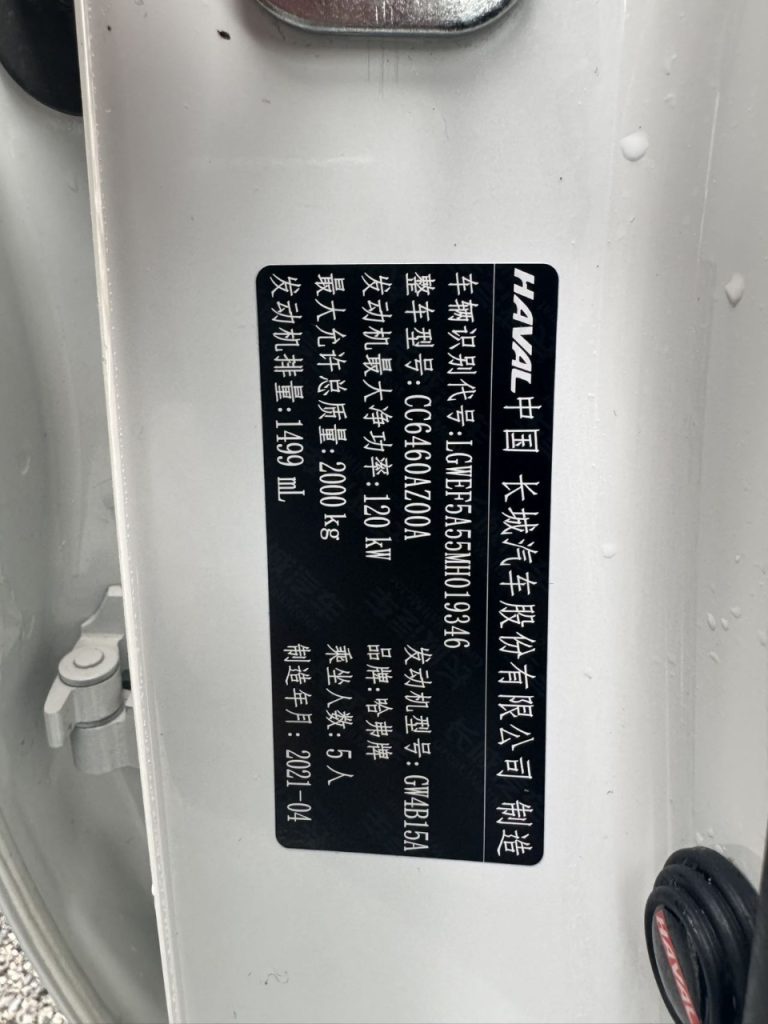 HAVAL 中国 长城汽车股份有限公司 制造
车辆识别代号:LGWEF5A55MH019346
整车型号:CC6460AZ00A 发动机型号:GW4B15A
发动机最大净功率:120 kW 品牌:哈弗牌
最大允许总质量:2000 kg 乘坐人数:5人
发动机排量:1499 mL 制造年月:2021-04
HAVAL